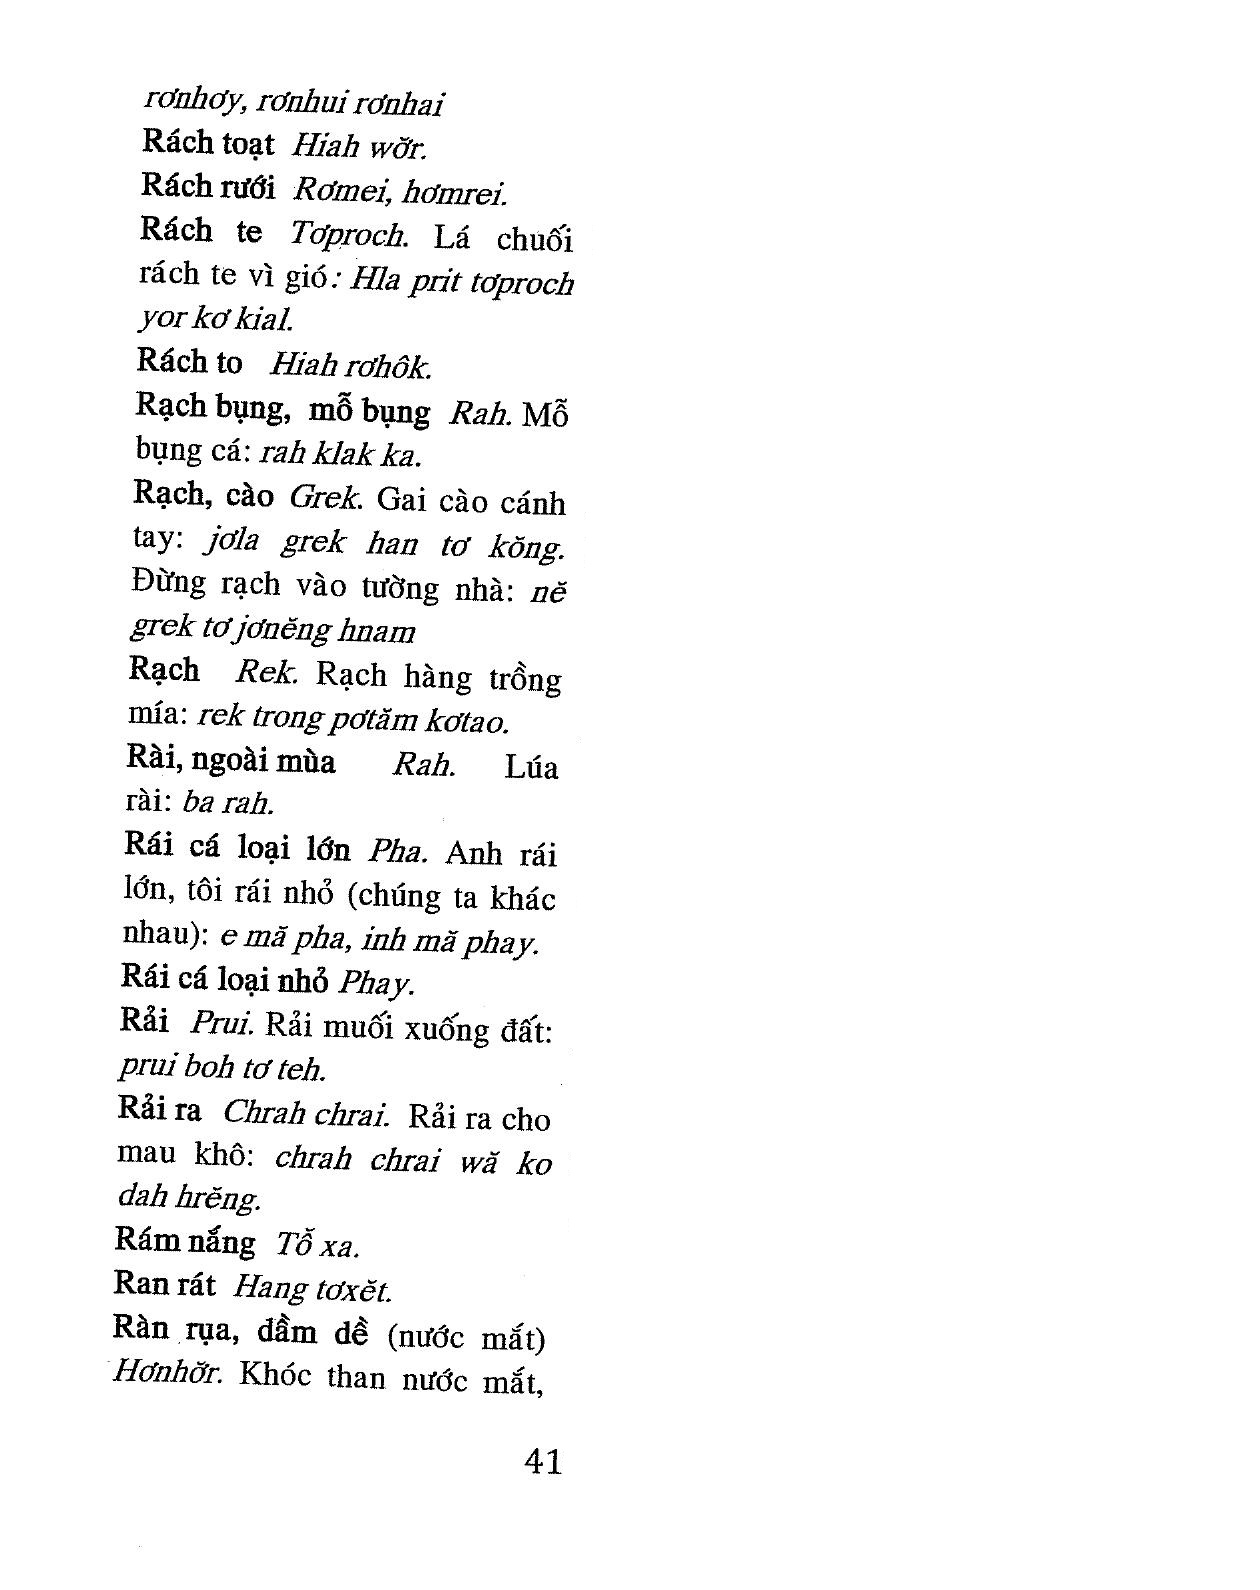 rơnhơy, rơnhui rơnhai
Rách toạt Hiah wơ̆r.
Rách rưới Rơmei, hơmrei.
Rách te Tơproch. Lá chuối
rách te vì gió: Hla prit tơproch
yor kơ kial.
Rách to Hiah rơhôk.
Rạch bụng, mỗ bụng Rah. Mỗ
bụng cá: rah klak ka.
Rạch, cào Grek. Gai cào cánh
tay: jơla grek han tơ kŏng.
Đừng rạch vào tường nhà: nĕ
grek tơ jơnĕng hnam
Rạch Rek. Rạch hàng trồng
mía: rek trong pơtăm kơtao.
Rài, ngoài mùa Rah. Lúa
rài: ba rah.
Rái cá loại lớn Pha. Anh rái
lớn, tôi rái nhỏ (chúng ta khác
nhau): e mă pha, inh mă phay.
Rái cá loại nhỏ Phay.
Rải Prui. Rải muối xuống đất:
prui boh tơ teh.
Rải ra Chrah chrai. Rải ra cho
mau khô: chrah chrai wă ko
dah hrĕng.
Rám nắng Tô̆ xa.
Ran rát Hang tơxĕt.
Ràn rụa, đầm dề (nước mắt)
Hơnhơ̆r. Khóc than nước mắt,
41